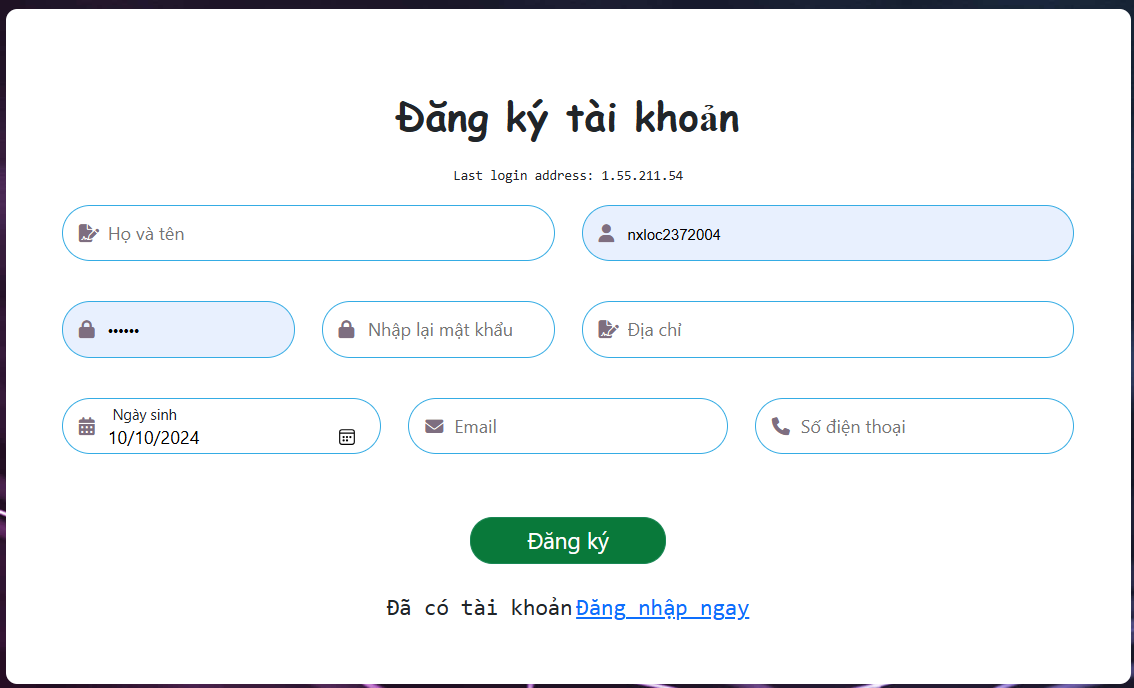 Đăng ký tài khoản
Last login address: 1.55.211.54
Họ và tên
nxloc2372004
••••••
Nhập lại mật khẩu
Địa chỉ
Ngày sinh
10/10/2024
Email
Số điện thoại
Đăng ký
Đã có tài khoản Đăng nhập ngay